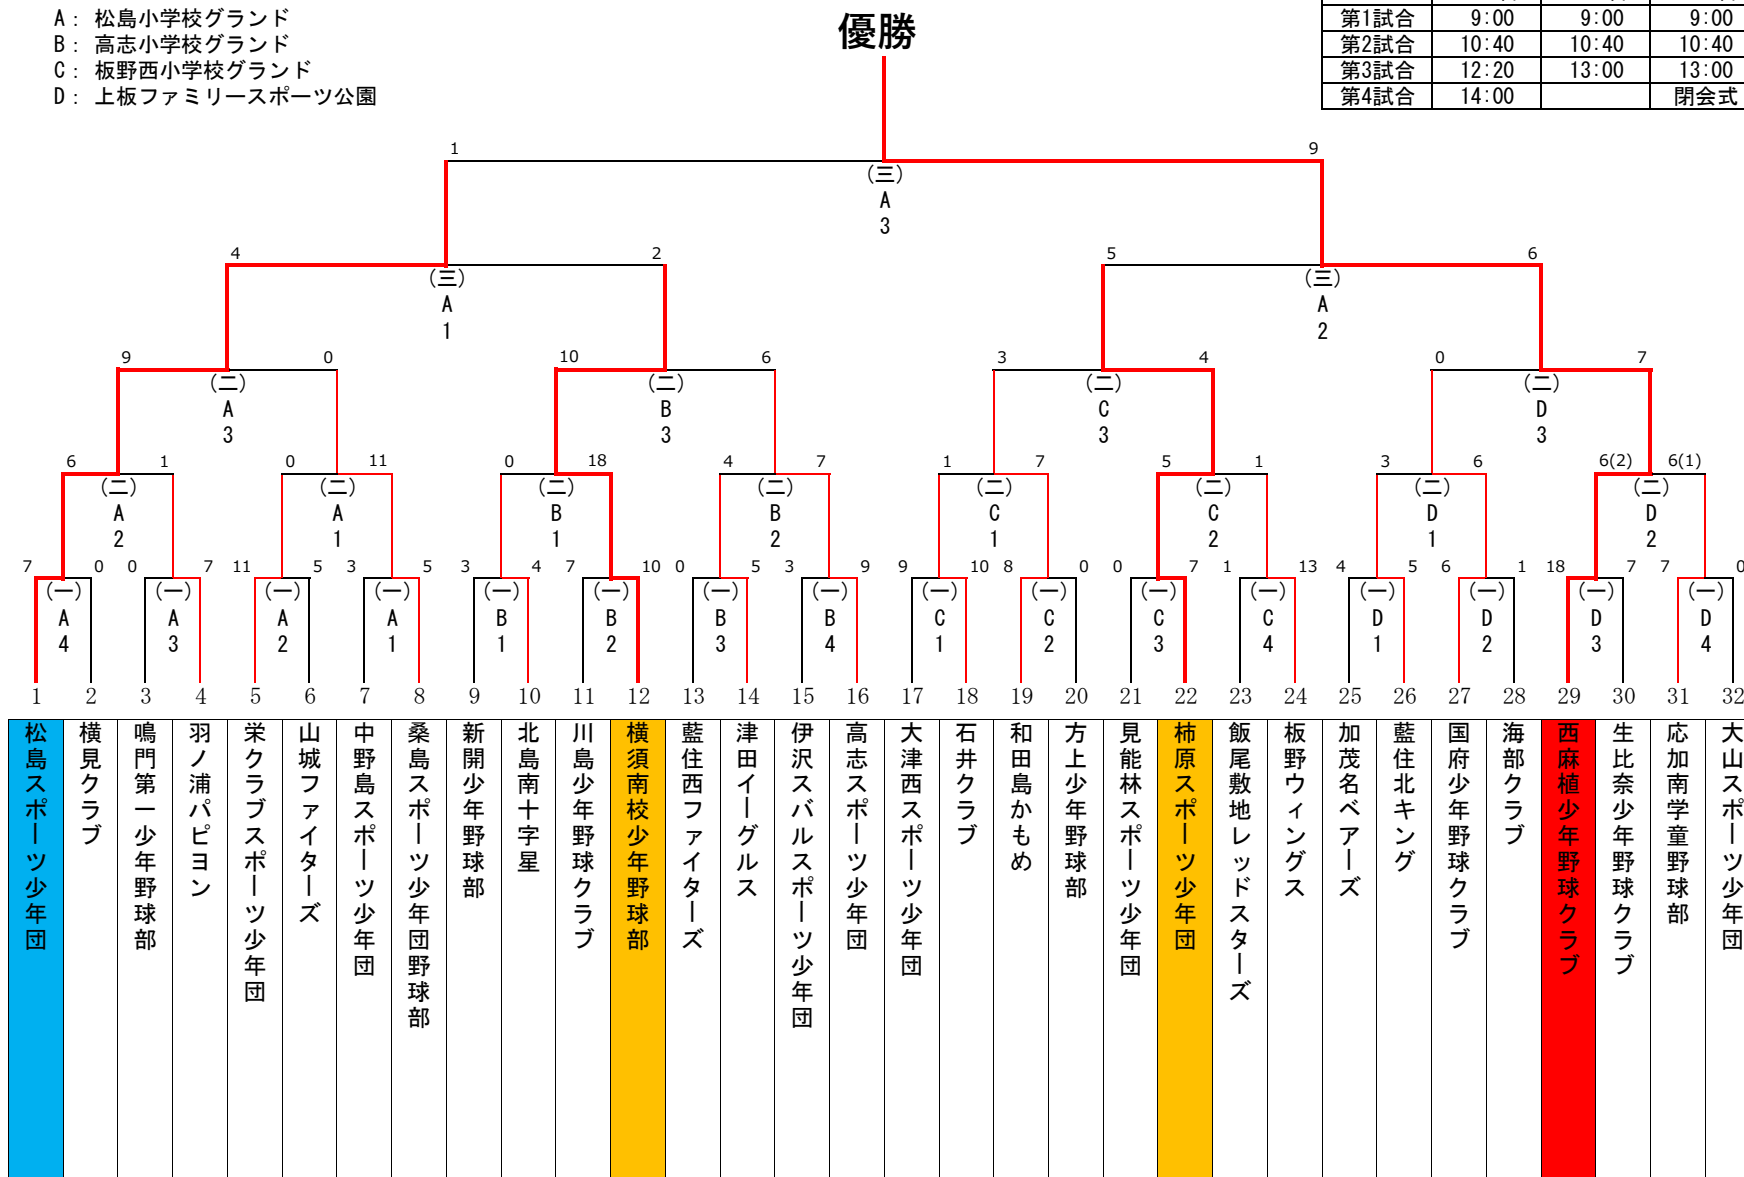 A： 松島小学校グランド
B： 高志小学校グランド
C： 板野西小学校グランド
D： 上板ファミリースポーツ公園
優勝
第1試合 9:00 9:00 9:00
第2試合 10:40 10:40 10:40
第3試合 12:20 13:00 13:00
第4試合 14:00 閉会式
1 9
(三)
A
3
4 2 5 6
(三) (三)
A A
1 2
9 0 10 6 3 4 0 7
(二) (二) (二) (二)
A B C D
3 3 3 3
6 1 0 11 0 18 4 7 1 7 5 1 3 6 6(2) 6(1)
(二) (二) (二) (二) (二) (二) (二) (二)
A A B B C C D D
2 1 1 2 1 2 1 2
7 0 0 7 11 5 3 5 3 4 7 10 0 5 3 9 9 10 8 0 0 7 1 13 4 5 6 1 18 7 7 0
(一) (一) (一) (一) (一) (一) (一) (一) (一) (一) (一) (一) (一) (一) (一) (一)
A A A A B B B B C C C C D D D D
4 3 2 1 1 2 3 4 1 2 3 4 1 2 3 4
1 2 3 4 5 6 7 8 9 10 11 12 13 14 15 16 17 18 19 20 21 22 23 24 25 26 27 28 29 30 31 32
松島スポーツ少年団
横見クラブ
鳴門第一少年野球部
羽ノ浦パピヨン
栄クラブスポーツ少年団
山城ファイターズ
中野島スポーツ少年団
桑島スポーツ少年団野球部
新開少年野球部
北島南十字星
川島少年野球クラブ
横須南校少年野球部
藍住西ファイターズ
津田イーグルス
伊沢スバルスポーツ少年団
高志スポーツ少年団
大津西スポーツ少年団
石井クラブ
和田島かもめ
方上少年野球部
見能林スポーツ少年団
柿原スポーツ少年団
飯尾敷地レッドスターズ
板野ウィングス
加茂名ベアーズ
藍住北キング
国府少年野球クラブ
海部クラブ
西麻植少年野球クラブ
生比奈少年野球クラブ
応加南学童野球部
大山スポーツ少年団